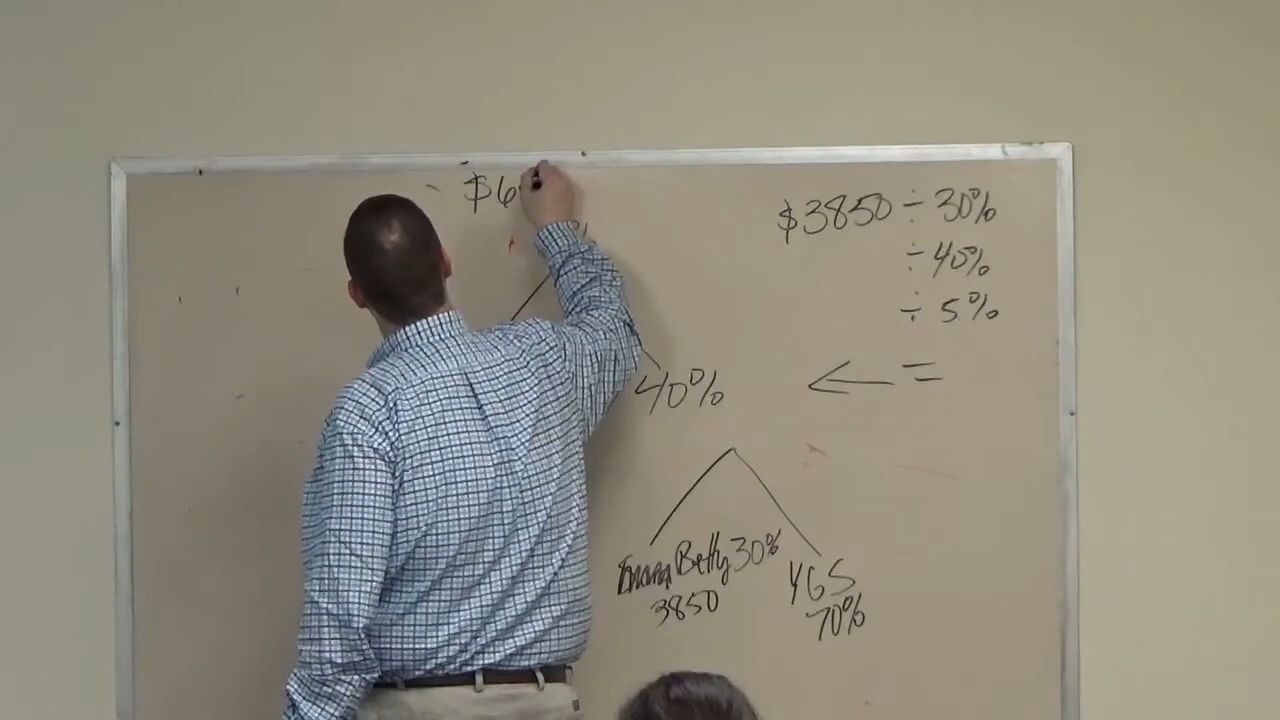 $6
%
$3850 ÷ 30%
÷ 40%
÷ 5%
=
40%
Betty 30%
3850
YGS
70%